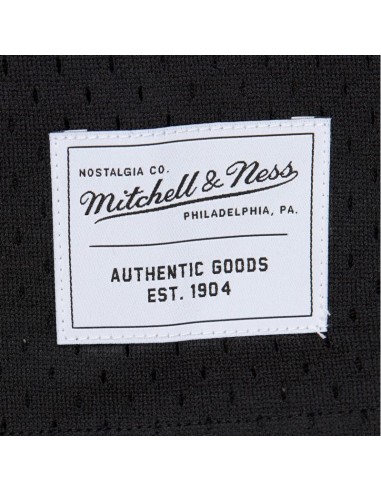 NOSTALGIA CO.
Mitchell & Ness
PHILADELPHIA, PA.
AUTHENTIC GOODS
EST. 1904